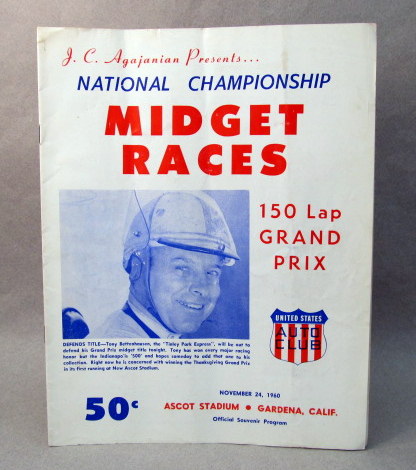 J. C. Agajanian Presents...
NATIONAL CHAMPIONSHIP
MIDGET
RACES
150 Lap
GRAND
PRIX
UNITED STATES
AUTO
CLUB
DEFENDS TITLE—Tony Bettenhausen, the "Tinley Park Express", will be out to
defend his Grand Prix midget title tonight. Tony has won every major racing
honor but the Indianapolis '500' and hopes someday to add that one to his
collection. Right now he is concerned with winning the Thanksgiving Grand Prix
in its first running at New Ascot Stadium.
50c
NOVEMBER 24, 1960
ASCOT STADIUM • GARDENA, CALIF.
Official Souvenir Program